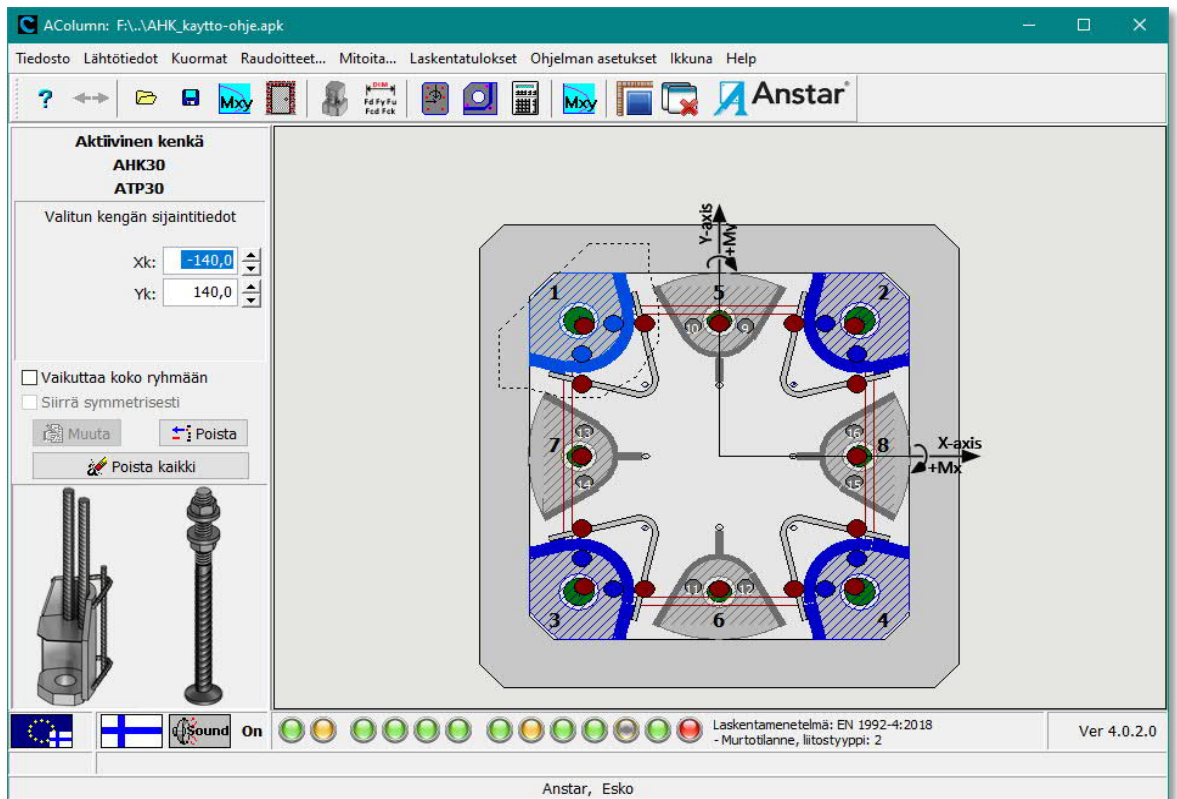 AColumn: F:\..\AHK_kaytto-ohje.apk
Tiedosto Lähtötiedot Kuormat Raudoitteet... Mitoita... Laskentatulokset Ohjelman asetukset Ikkuna Help
? Mxy DIM Fd Fy Fu Fcd Fck Mxy Anstar
Aktiivinen kenkä
AHK30
ATP30
Valitun kengän sijaintitiedot
Xk: -140,0
Yk: 140,0
Vaikuttaa koko ryhmään
Siirrä symmetrisesti
Muuta Poista
Poista kaikki
Y-axis
+My
1 5 2
10 9
7 13 16 8 X-axis
14 15 +Mx
11 12
3 6 4
Sound On
Laskentamenetelmä: EN 1992-4:2018
- Murtotilanne, liitostyyppi: 2
Ver 4.0.2.0
Anstar, Esko